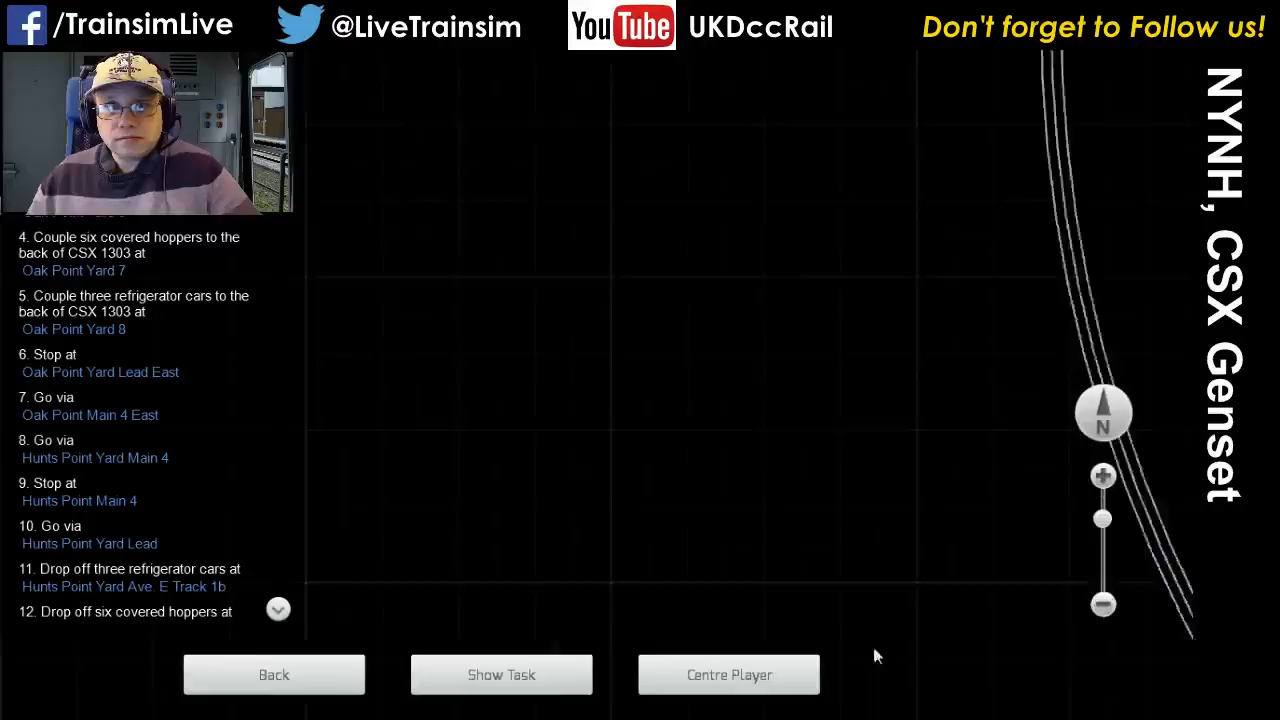 f /TrainsimLive @LiveTrainsim YouTube UKDccRail Don't forget to Follow us!
4. Couple six covered hoppers to the
back of CSX 1303 at
Oak Point Yard 7
5. Couple three refrigerator cars to the
back of CSX 1303 at
Oak Point Yard 8
6. Stop at
Oak Point Yard Lead East
7. Go via
Oak Point Main 4 East
8. Go via
Hunts Point Yard Main 4
9. Stop at
Hunts Point Main 4
10. Go via
Hunts Point Yard Lead
11. Drop off three refrigerator cars at
Hunts Point Yard Ave. E Track 1b
12. Drop off six covered hoppers at
N
Back
Show Task
Centre Player
NYNH, CSX Genset